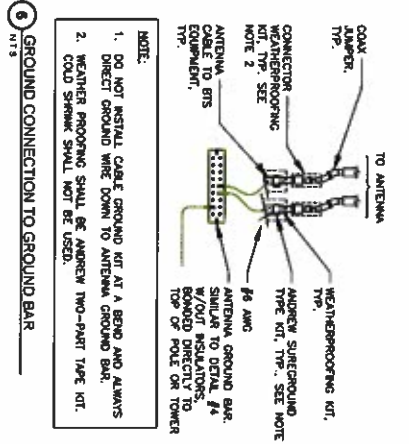 TO ANTENNA
COAX
JUMPER,
TYP.
CONNECTOR
WEATHERPROOFING
KIT, TYP. SEE
NOTE 2
ANTENNA
CABLE TO BTS
EQUIPMENT,
TYP.
WEATHERPROOFING KIT,
TYP.
ANDREW SUREGROUND
TYPE KIT, TYP., SEE NOTE
#6 AWG
ANTENNA GROUND BAR.
SIMILAR TO DETAIL #4
W/OUT INSULATORS,
BONDED DIRECTLY TO
TOP OF POLE OR TOWER
NOTE:
1. DO NOT INSTALL CABLE GROUND KIT AT A BEND AND ALWAYS
DIRECT GROUND WIRE DOWN TO ANTENNA GROUND BAR.
2. WEATHER PROOFING SHALL BE ANDREW TWO-PART TAPE KIT.
COLD SHRINK SHALL NOT BE USED.
6 GROUND CONNECTION TO GROUND BAR
NTS